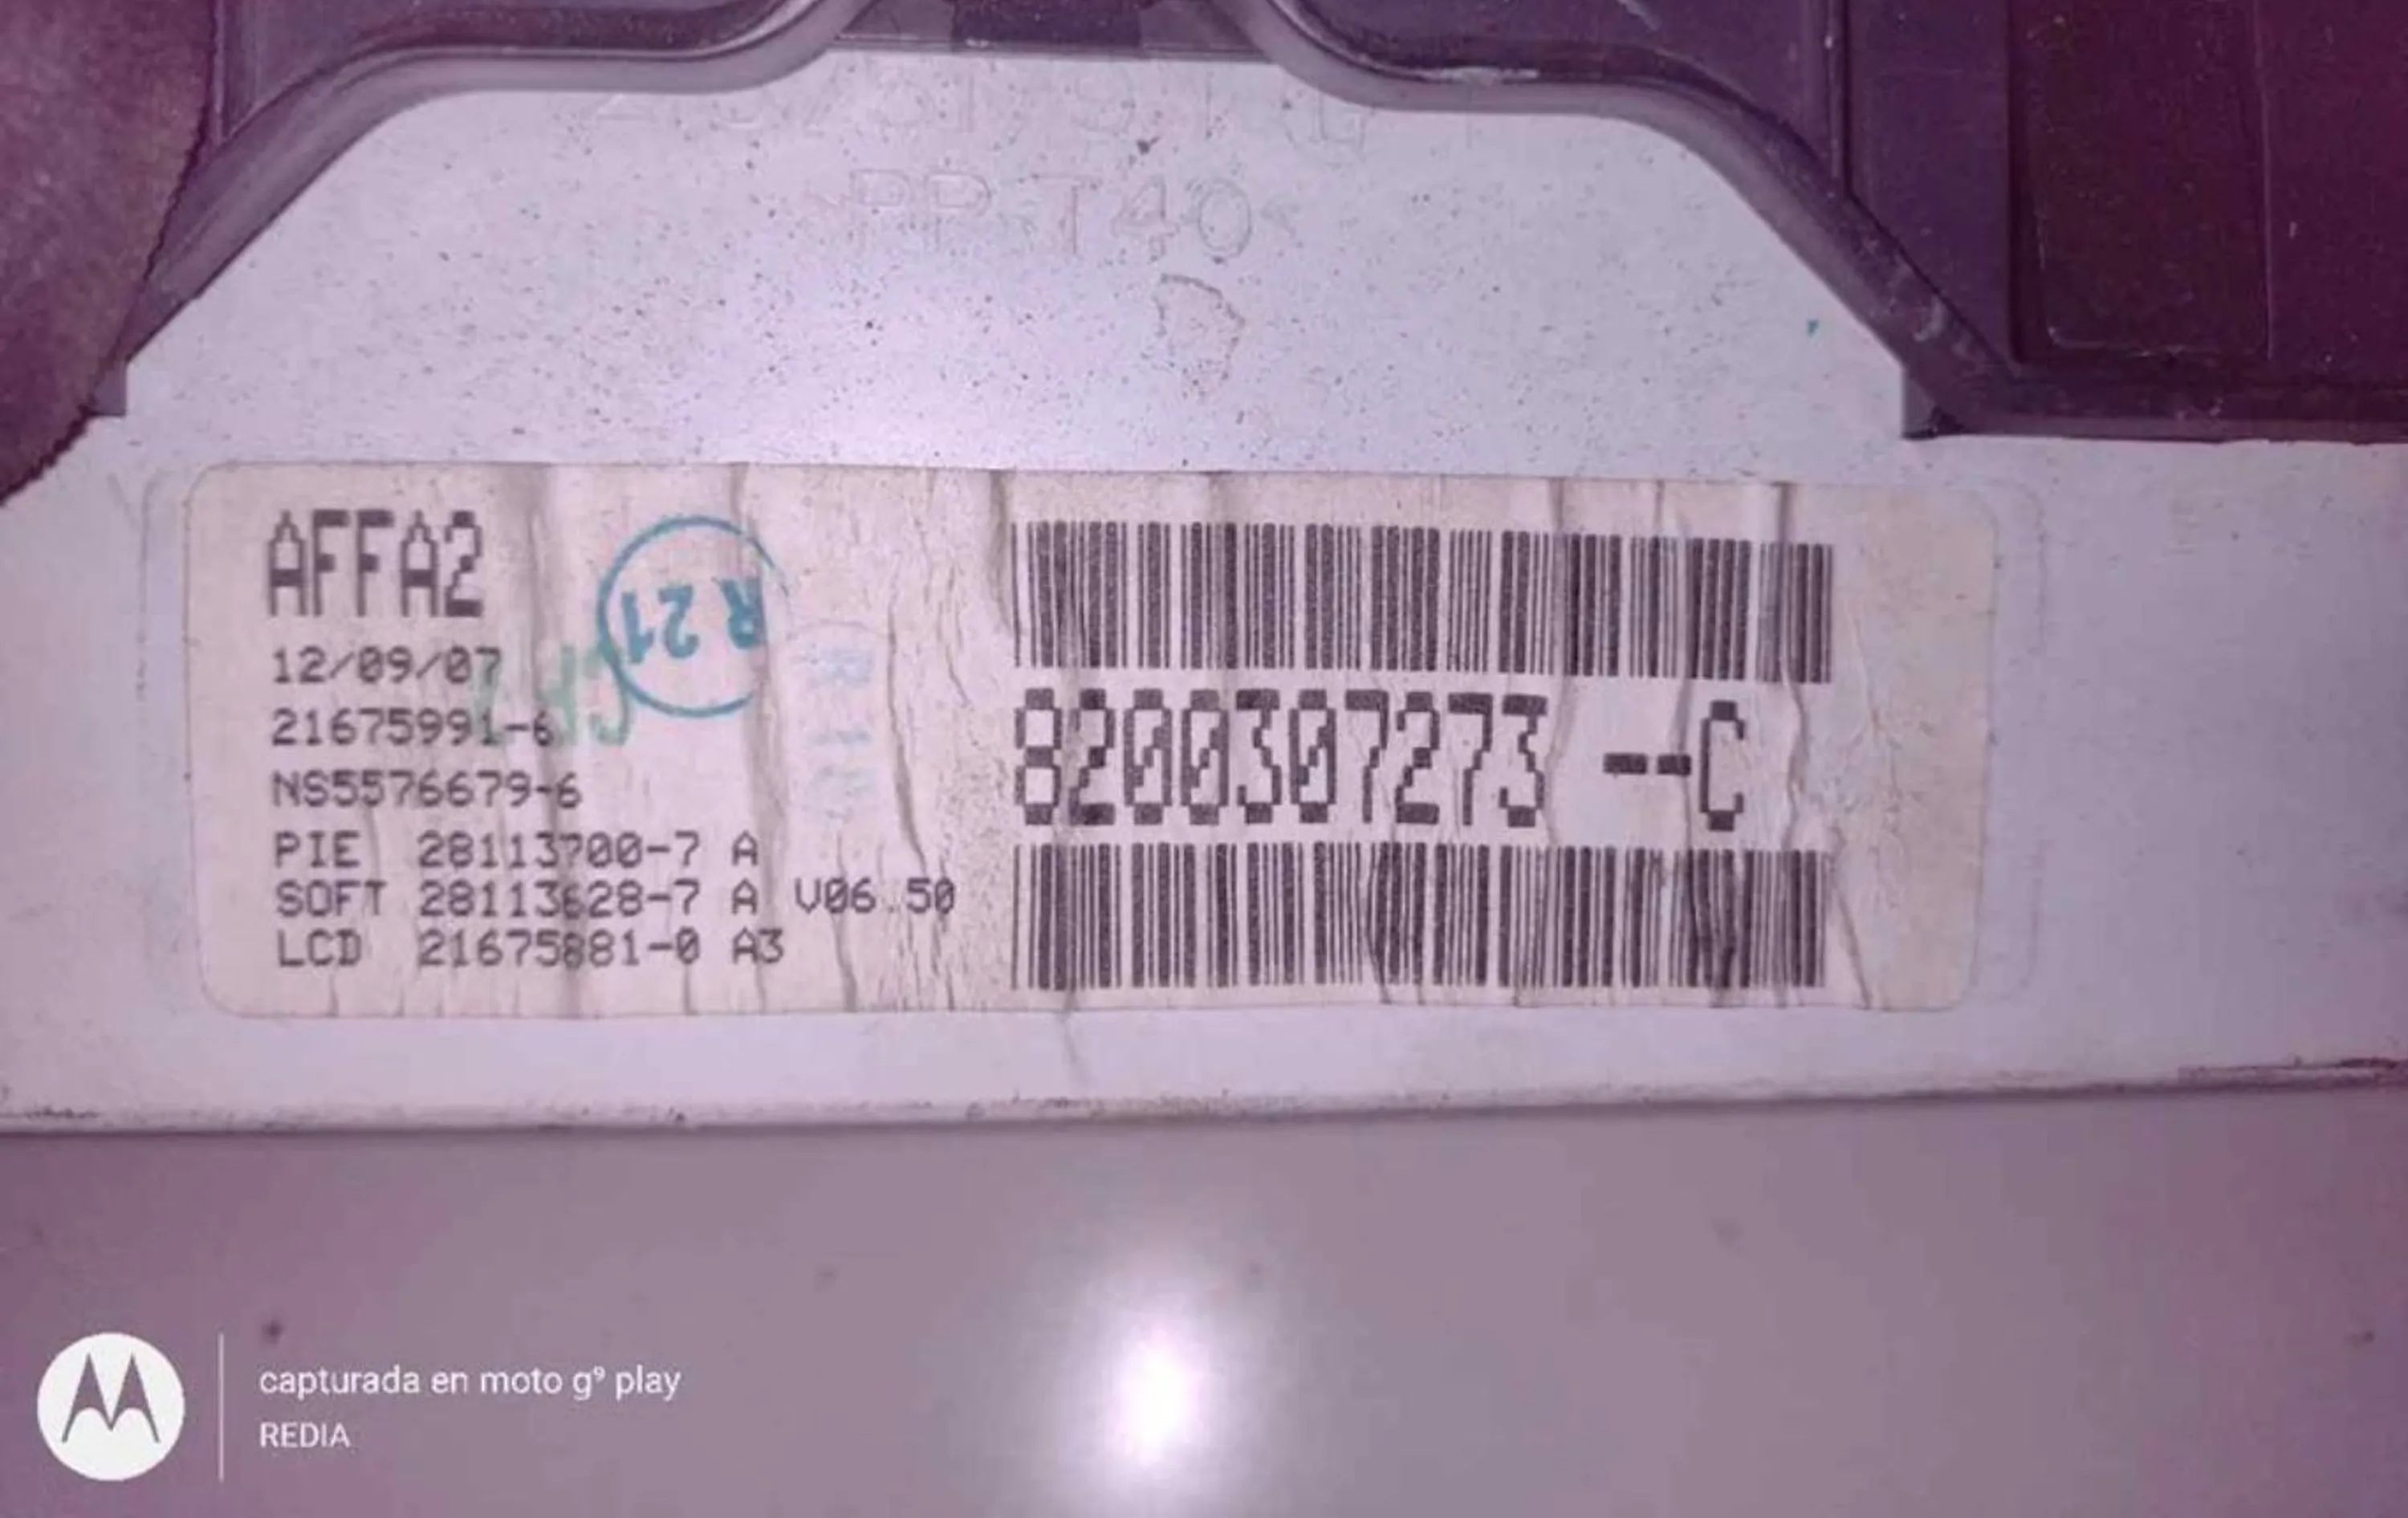 PP T40
AFFA2
R 21
12/09/07
21675991-6
NS5576679-6
PIE 28113700-7 A
SOFT 28113628-7 A V06.50
LCD 21675881-0 A3
8200307273 --C
capturada en moto g⁹ play
REDIA